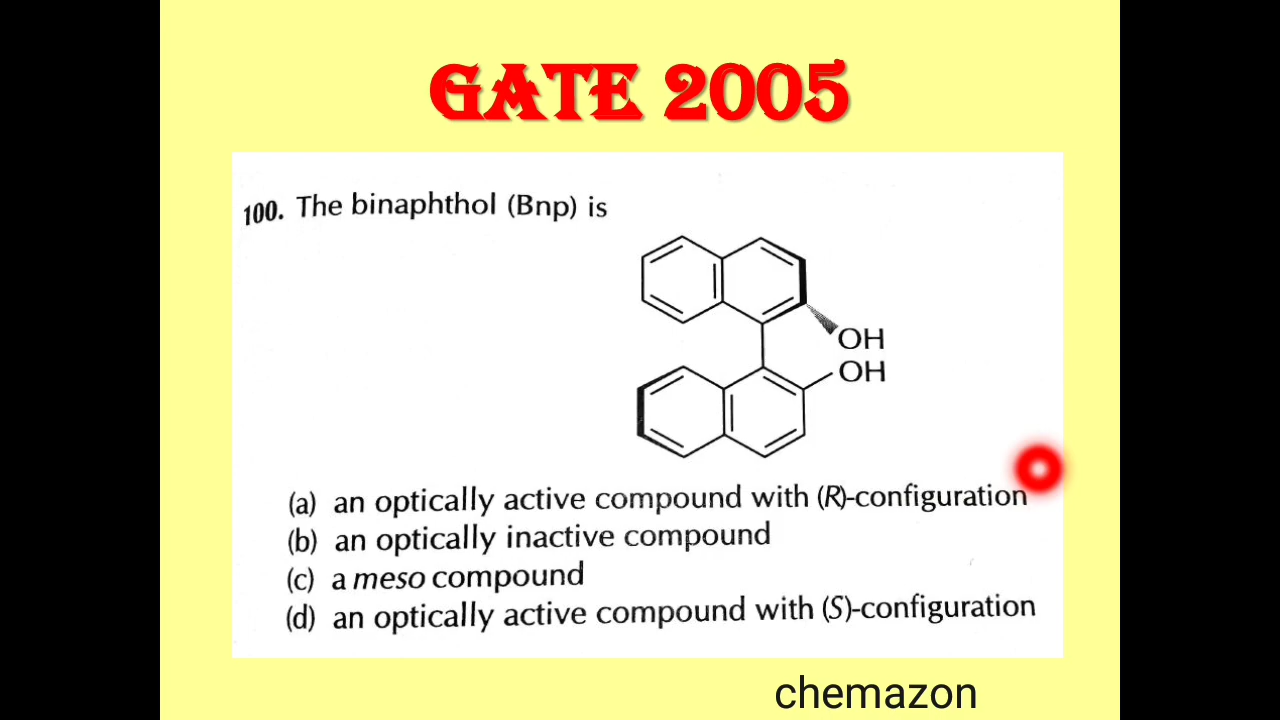 GATE 2005
100. The binaphthol (Bnp) is
OH
OH
(a) an optically active compound with (R)-configuration
(b) an optically inactive compound
(c) a meso compound
(d) an optically active compound with (S)-configuration
chemazon